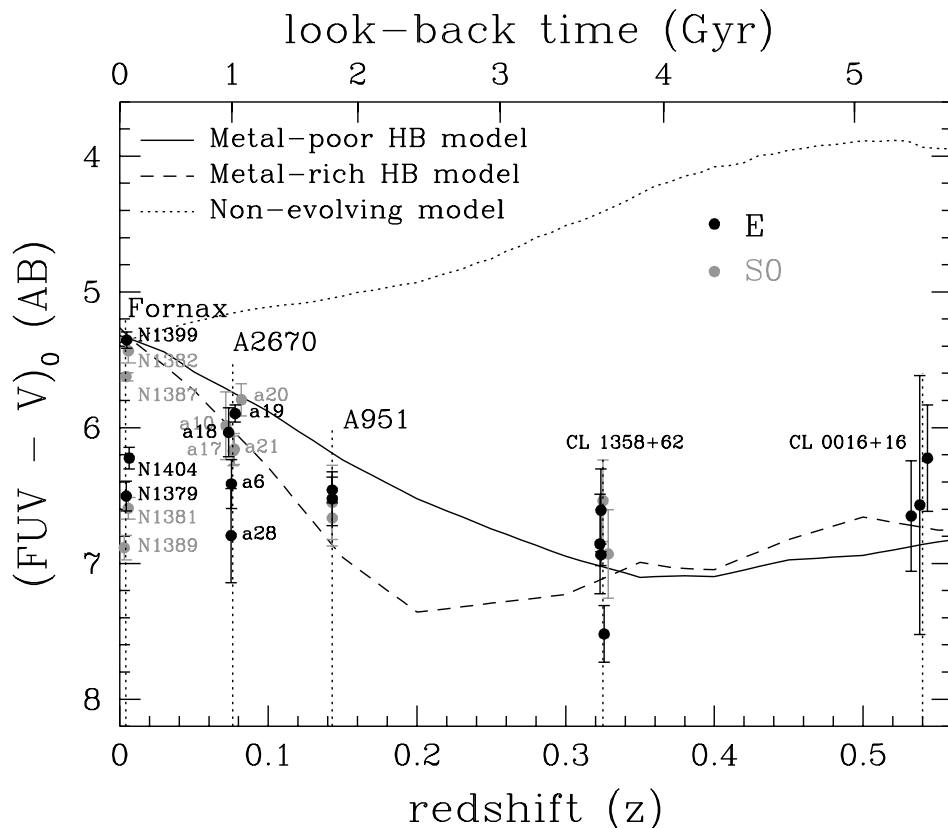 look-back time (Gyr)
0 1 2 3 4 5
Metal-poor HB model
Metal-rich HB model
Non-evolving model
E
S0
4
5
6
7
8
(FUV - V)0 (AB)
Fornax
N1399
N1382
N1387
N1404
N1379
N1381
N1389
A2670
a20
a19
a10
a18
a17
a21
a6
a28
A951
CL 1358+62
CL 0016+16
0 0.1 0.2 0.3 0.4 0.5
redshift (z)